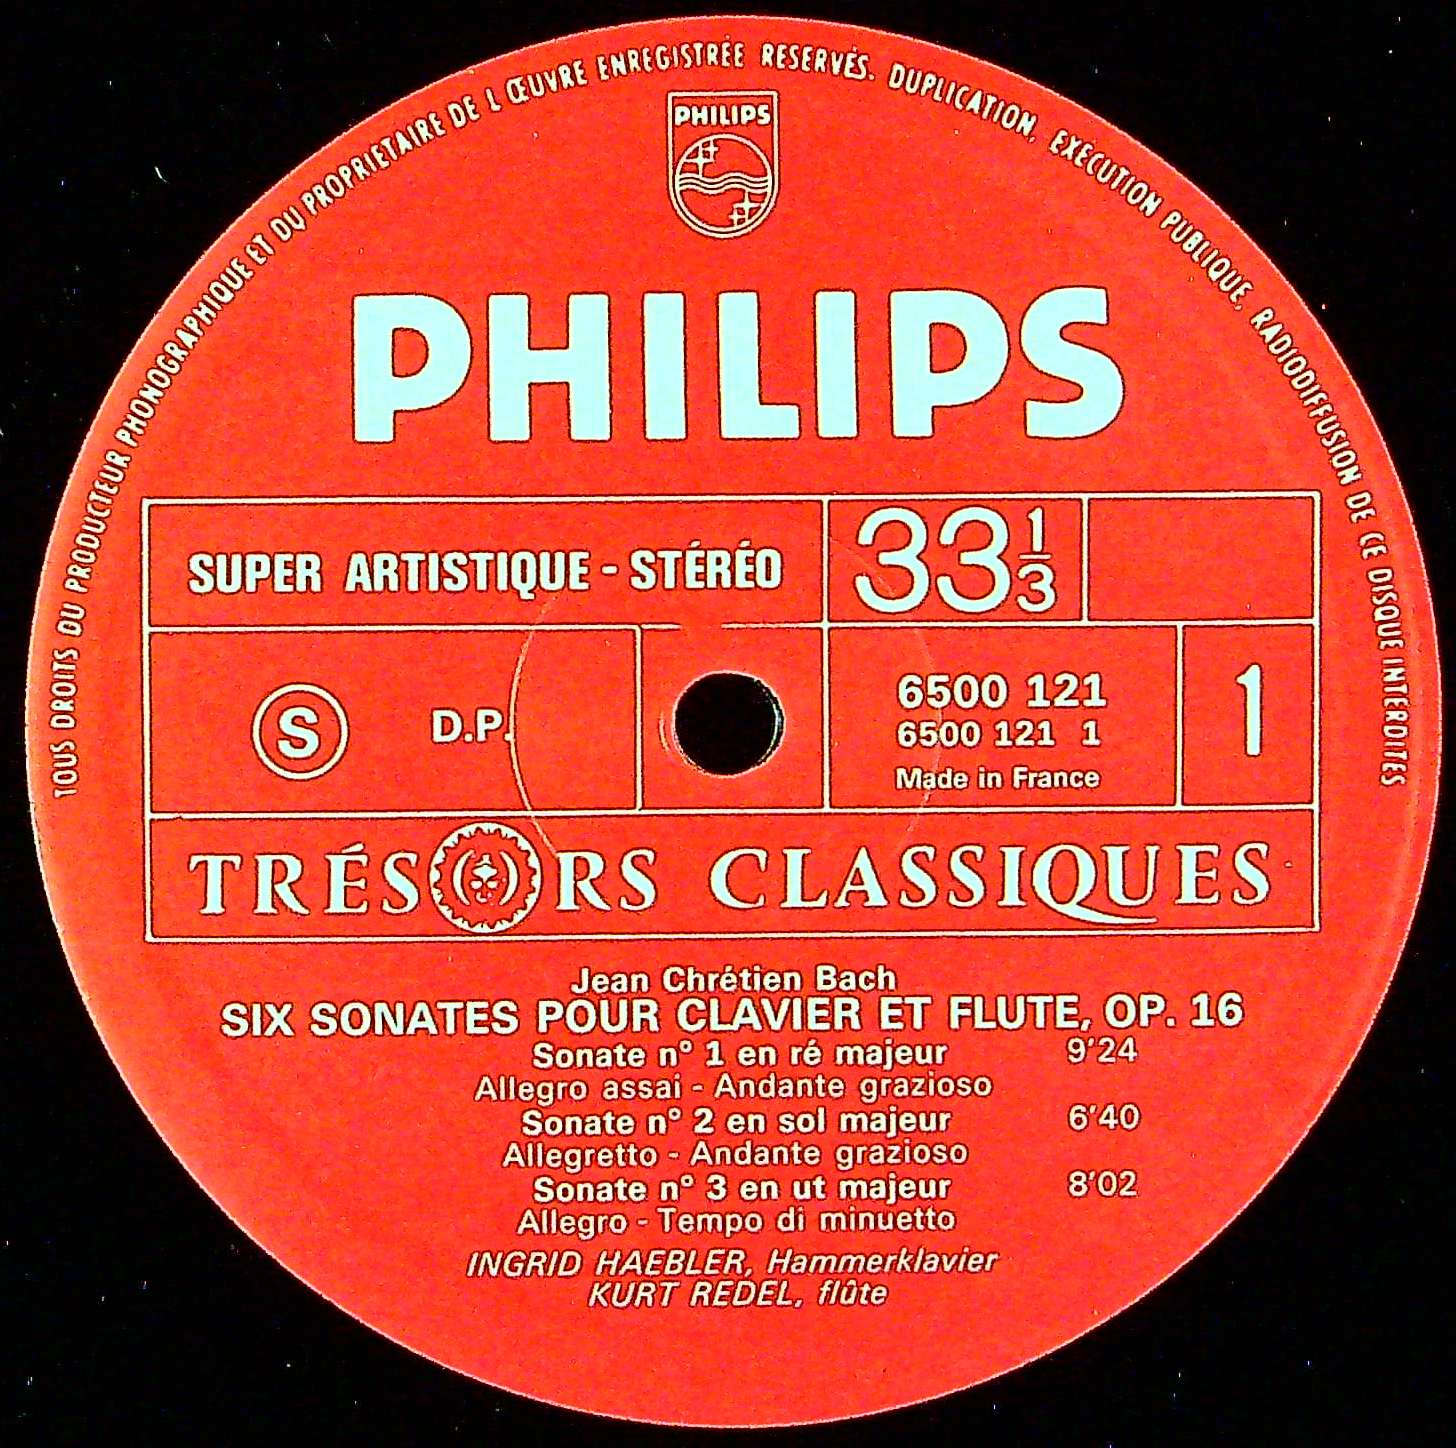 TOUS DROITS DU PRODUCTEUR PHONOGRAPHIQUE ET DU PROPRIETAIRE DE L ŒUVRE ENREGISTRÉE RESERVÉS. DUPLICATION, EXÉCUTION PUBLIQUE, RADIODIFFUSION DE CE DISQUE INTERDITES
PHILIPS
PHILIPS
SUPER ARTISTIQUE - STÉRÉO 33 1/3
S D.P. 6500 121 1
6500 121 1
Made in France
TRÉSORS CLASSIQUES
Jean Chrétien Bach
SIX SONATES POUR CLAVIER ET FLUTE, OP. 16
Sonate n° 1 en ré majeur 9'24
Allegro assai - Andante grazioso
Sonate n° 2 en sol majeur 6'40
Allegretto - Andante grazioso
Sonate n° 3 en ut majeur 8'02
Allegro - Tempo di minuetto
INGRID HAEBLER, Hammerklavier
KURT REDEL, flûte